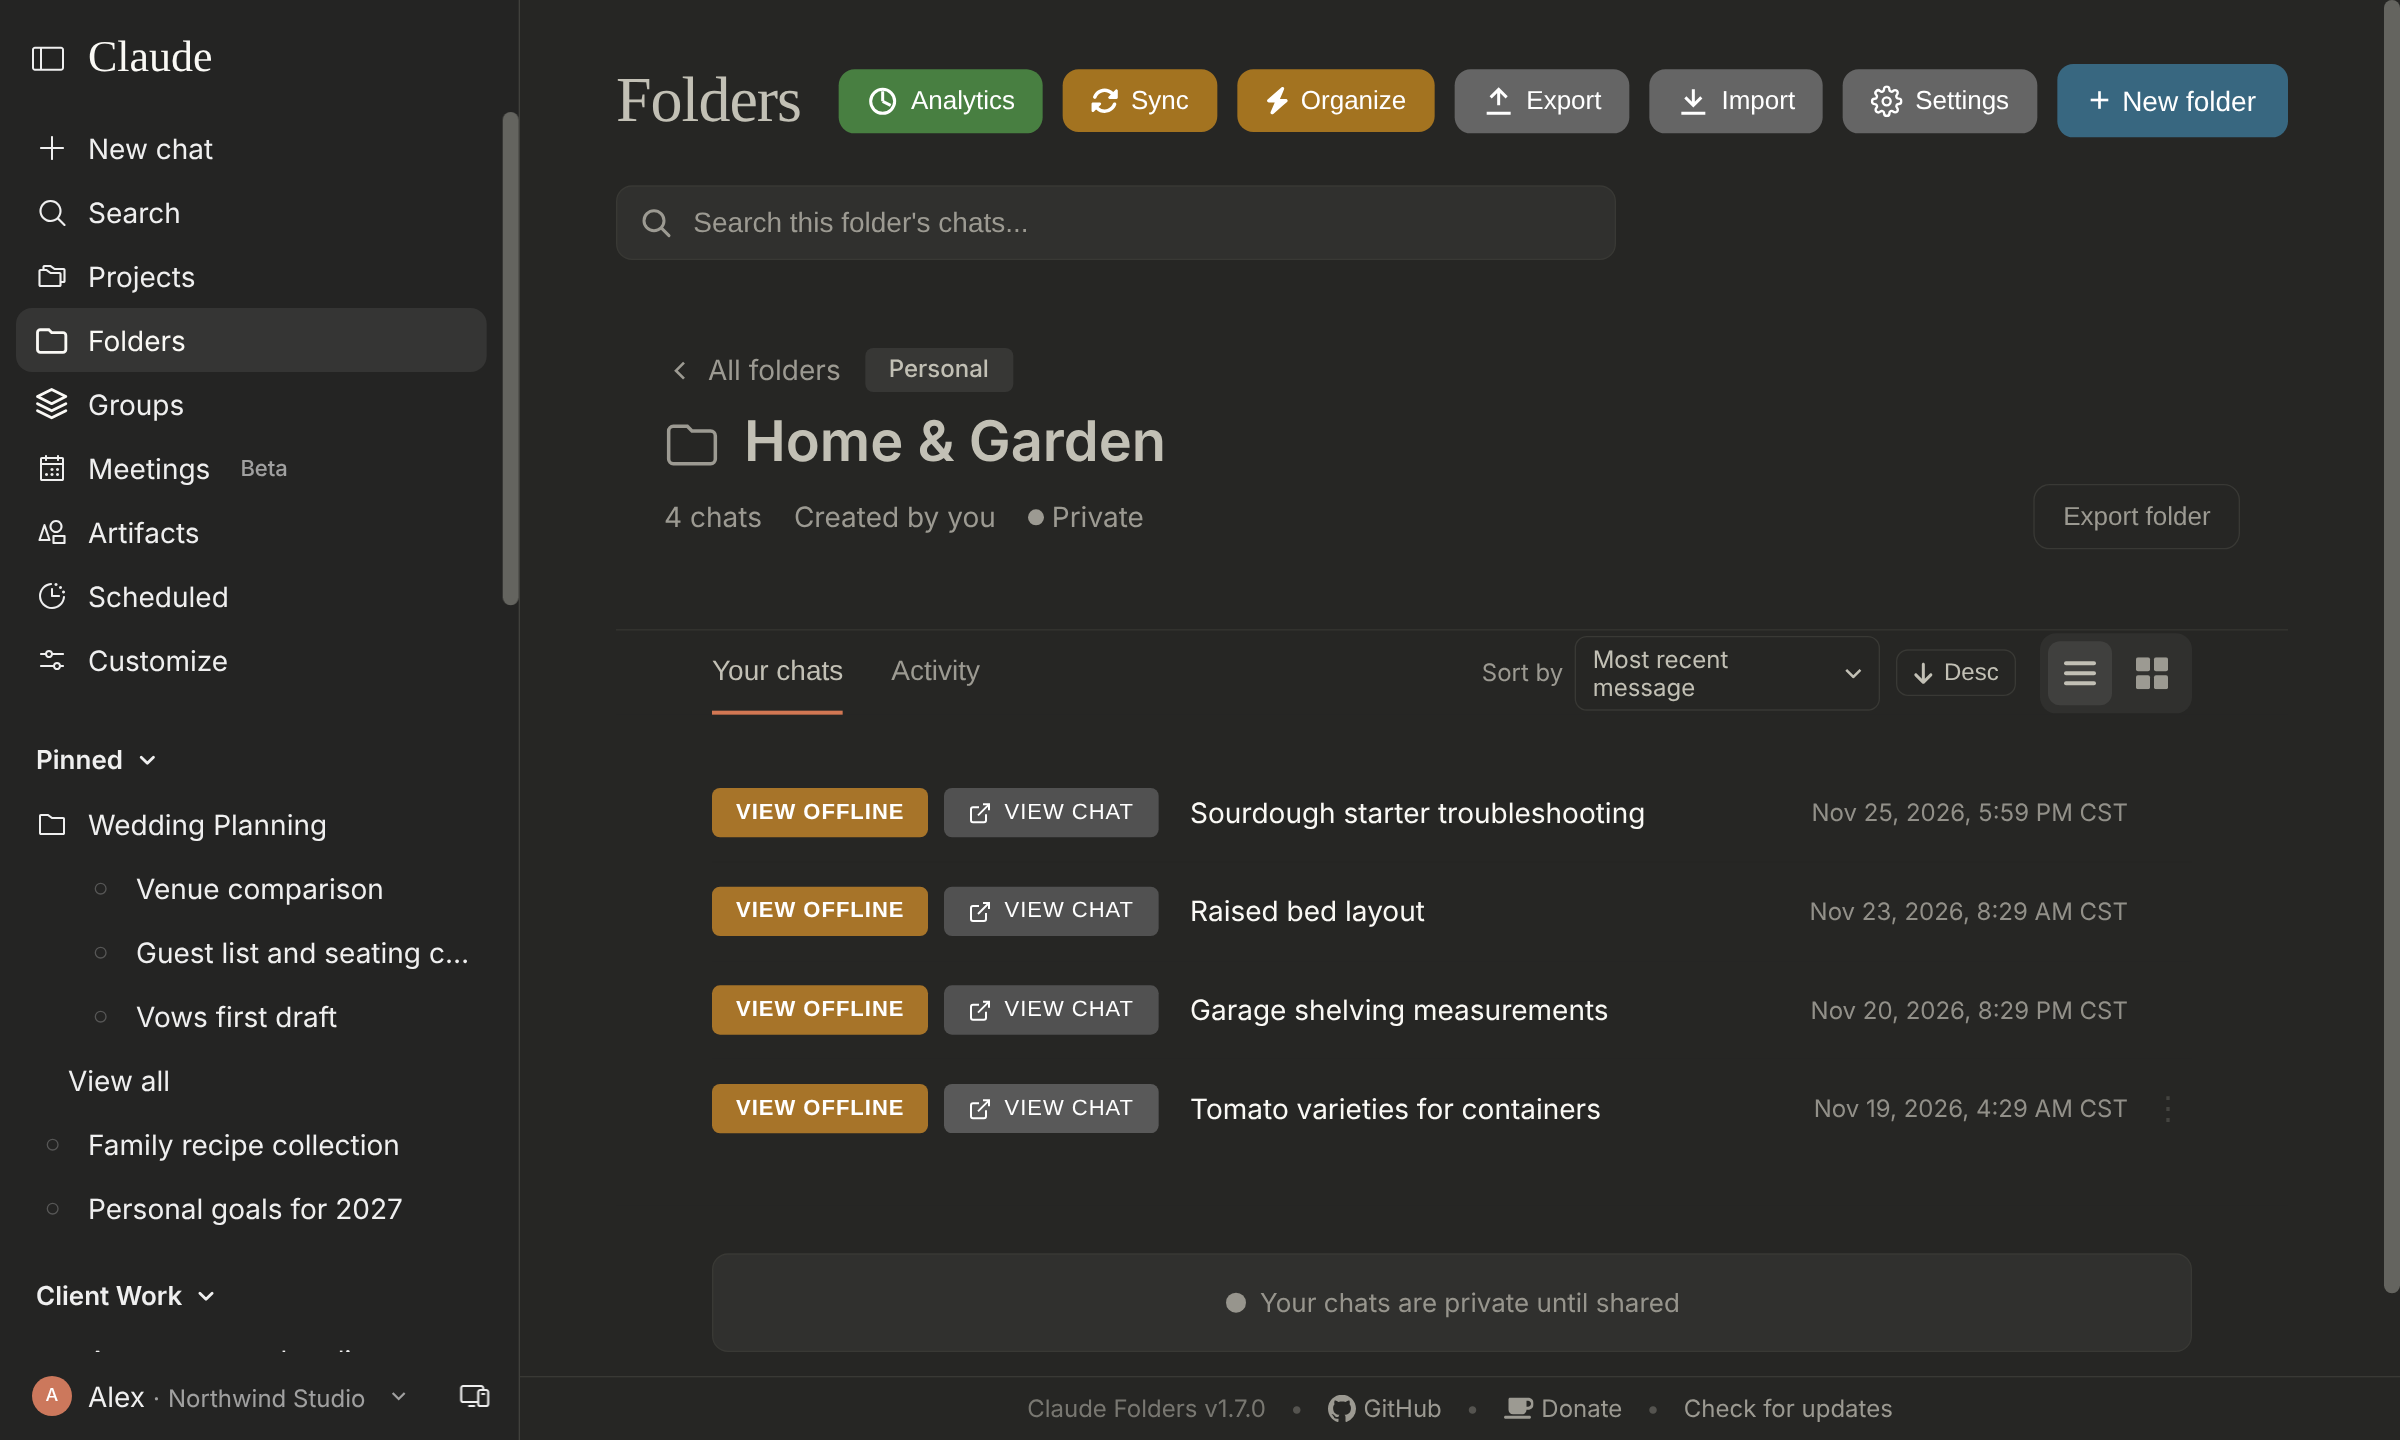 Claude
New chat
Search
Projects
Folders
Groups
Meetings Beta
Artifacts
Scheduled
Customize
Pinned
Wedding Planning
Venue comparison
Guest list and seating c...
Vows first draft
View all
Family recipe collection
Personal goals for 2027
Client Work
A
Alex · Northwind Studio
Folders
Analytics
Sync
Organize
Export
Import
Settings
+ New folder
Search this folder's chats...
All folders
Personal
Home & Garden
4 chats Created by you Private
Export folder
Your chats
Activity
Sort by
Most recent
message
Desc
VIEW OFFLINE VIEW CHAT Sourdough starter troubleshooting Nov 25, 2026, 5:59 PM CST
VIEW OFFLINE VIEW CHAT Raised bed layout Nov 23, 2026, 8:29 AM CST
VIEW OFFLINE VIEW CHAT Garage shelving measurements Nov 20, 2026, 8:29 PM CST
VIEW OFFLINE VIEW CHAT Tomato varieties for containers Nov 19, 2026, 4:29 AM CST
Your chats are private until shared
Claude Folders v1.7.0 • GitHub • Donate • Check for updates